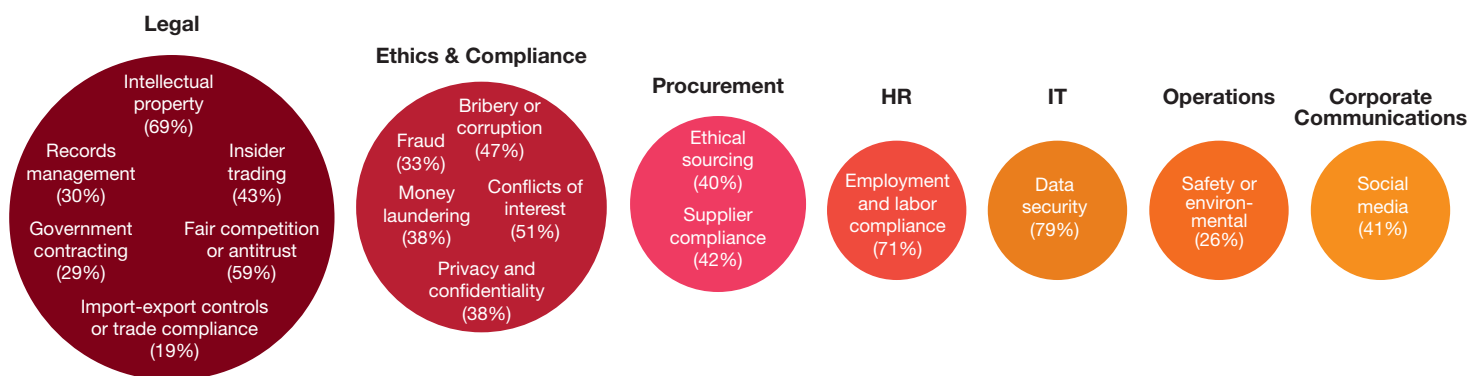 Legal
Intellectual
property
(69%)
Records
management
(30%)
Insider
trading
(43%)
Government
contracting
(29%)
Fair competition
or antitrust
(59%)
Import-export controls
or trade compliance
(19%)
Ethics & Compliance
Bribery or
corruption
(47%)
Fraud
(33%)
Money
laundering
(38%)
Conflicts of
interest
(51%)
Privacy and
confidentiality
(38%)
Procurement
Ethical
sourcing
(40%)
Supplier
compliance
(42%)
HR
Employment
and labor
compliance
(71%)
IT
Data
security
(79%)
Operations
Safety or
environ-
mental
(26%)
Corporate
Communications
Social
media
(41%)